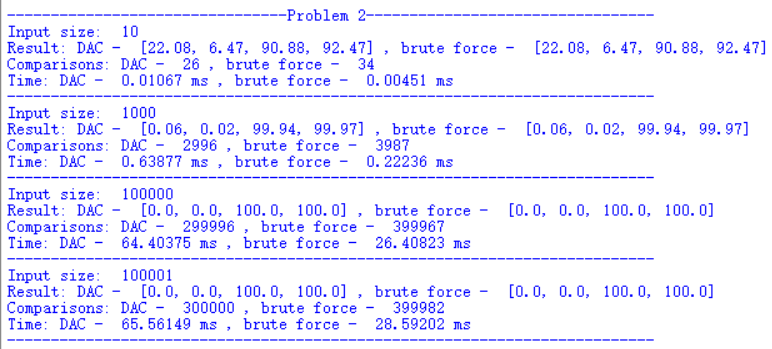 --------------------------------Problem 2---------------------------------
Input size:  10
Result: DAC -  [22.08, 6.47, 90.88, 92.47] , brute force -  [22.08, 6.47, 90.88, 92.47]
Comparisons: DAC -  26 , brute force -  34
Time: DAC -  0.01067 ms , brute force -  0.00451 ms
--------------------------------------------------------------------------
Input size:  1000
Result: DAC -  [0.06, 0.02, 99.94, 99.97] , brute force -  [0.06, 0.02, 99.94, 99.97]
Comparisons: DAC -  2996 , brute force -  3987
Time: DAC -  0.63877 ms , brute force -  0.22236 ms
--------------------------------------------------------------------------
Input size:  100000
Result: DAC -  [0.0, 0.0, 100.0, 100.0] , brute force -  [0.0, 0.0, 100.0, 100.0]
Comparisons: DAC -  299996 , brute force -  399967
Time: DAC -  64.40375 ms , brute force -  26.40823 ms
--------------------------------------------------------------------------
Input size:  100001
Result: DAC -  [0.0, 0.0, 100.0, 100.0] , brute force -  [0.0, 0.0, 100.0, 100.0]
Comparisons: DAC -  300000 , brute force -  399982
Time: DAC -  65.56149 ms , brute force -  28.59202 ms
--------------------------------------------------------------------------